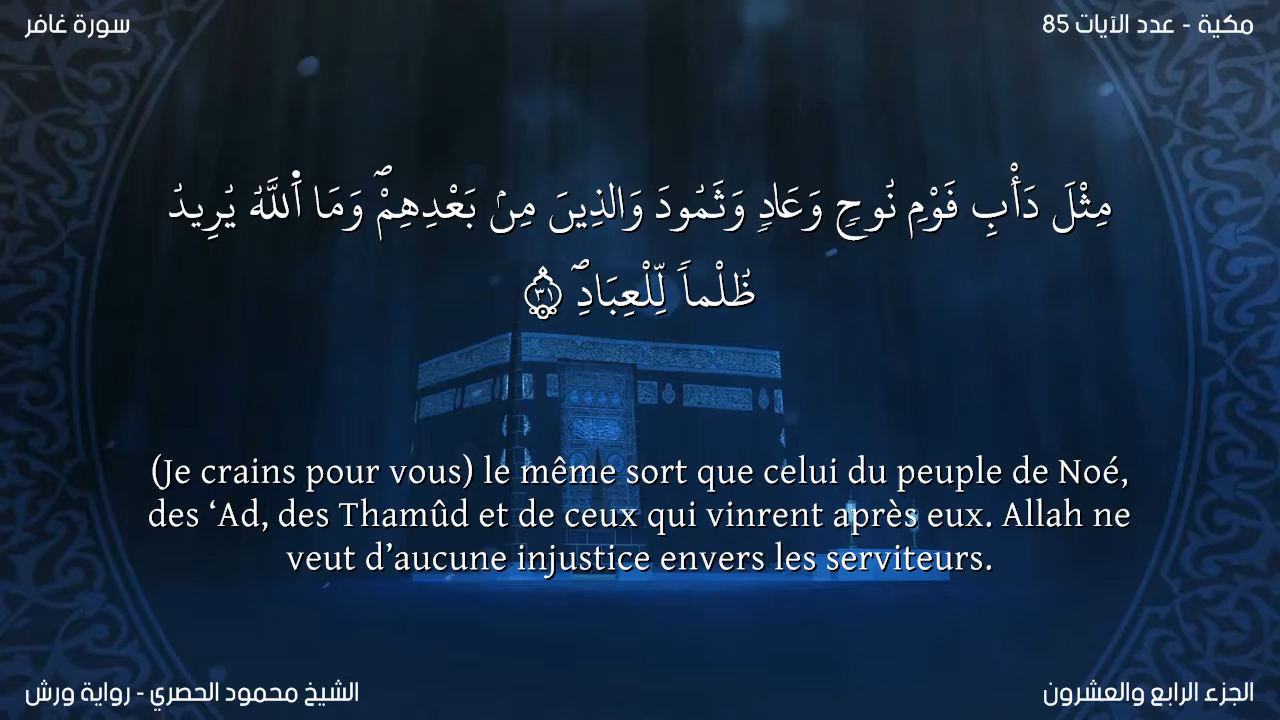 سورة غافر
مكية - عدد الآيات 85
مِثْلَ دَأْبِ قَوْمِ نُوحٍ وَعَادٍ وَثَمُودَ وَالذِينَ مِنۢ بَعْدِهِمْۖ وَمَا اَ۬للَّهُ يُرِيدُ
ظُلْماً لِّلْعِبَادِۖ ۝٣١
(Je crains pour vous) le même sort que celui du peuple de Noé,
des ‘Ad, des Thamûd et de ceux qui vinrent après eux. Allah ne
veut d’aucune injustice envers les serviteurs.
الشيخ محمود الحصري - رواية ورش
الجزء الرابع والعشرون